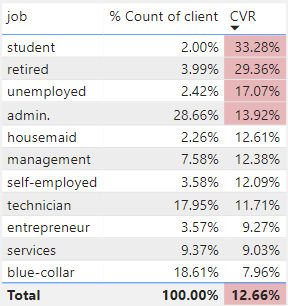 job % Count of client CVR
student 2.00% 33.28%
retired 3.99% 29.36%
unemployed 2.42% 17.07%
admin. 28.66% 13.92%
housemaid 2.26% 12.61%
management 7.58% 12.38%
self-employed 3.58% 12.09%
technician 17.95% 11.71%
entrepreneur 3.57% 9.27%
services 9.37% 9.03%
blue-collar 18.61% 7.96%
Total 100.00% 12.66%